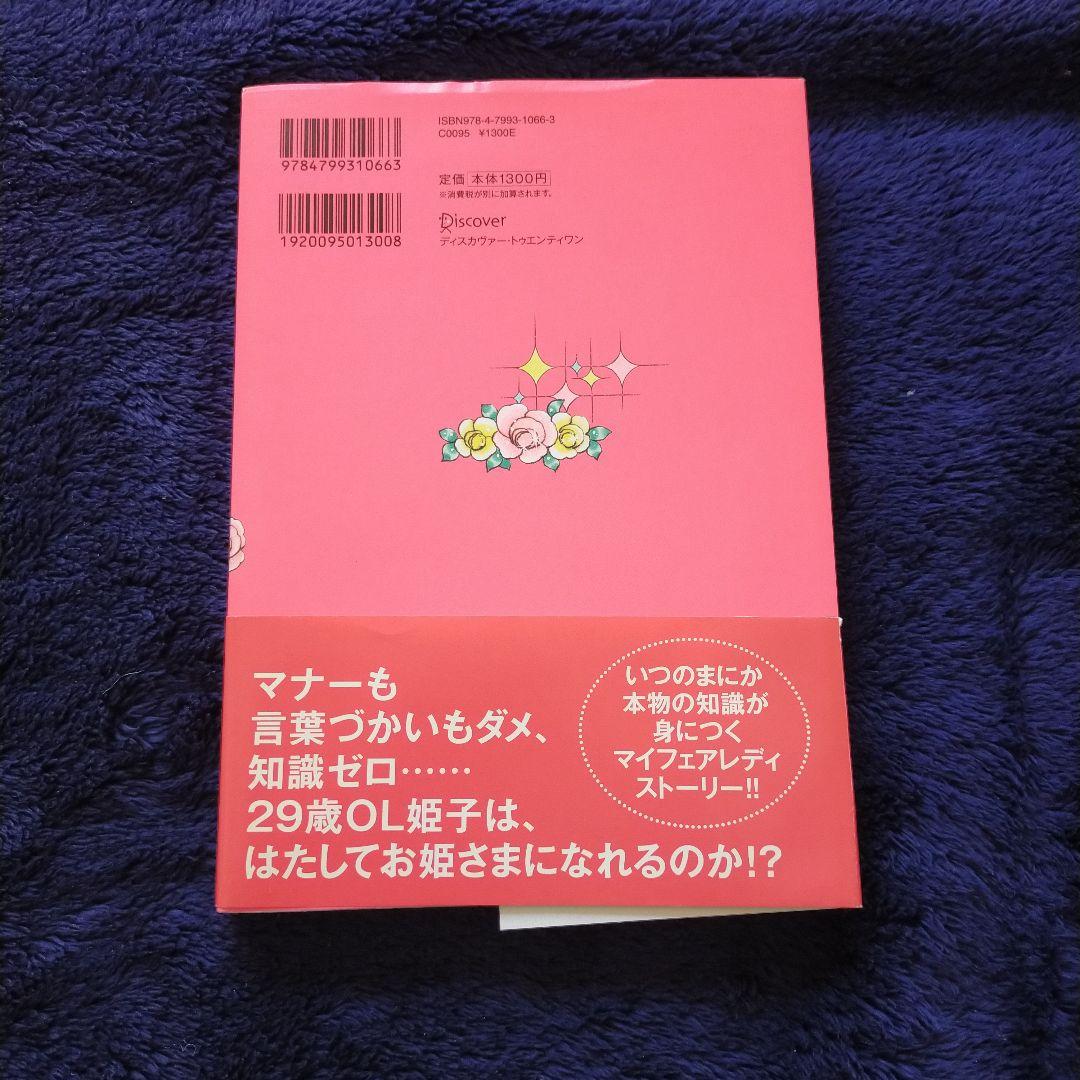 ISBN978-4-7993-1066-3
C0095 ¥1300E
9784799310663
定価 本体1300円
※消費税が別に加算されます。
1920095013008
Discover
ディスカヴァー・トゥエンティワン
マナーも
言葉づかいもダメ、
知識ゼロ……
29歳OL姫子は、
はたしてお姫さまになれるのか!?
いつのまにか
本物の知識が
身につく
マイフェアレディ
ストーリー!!